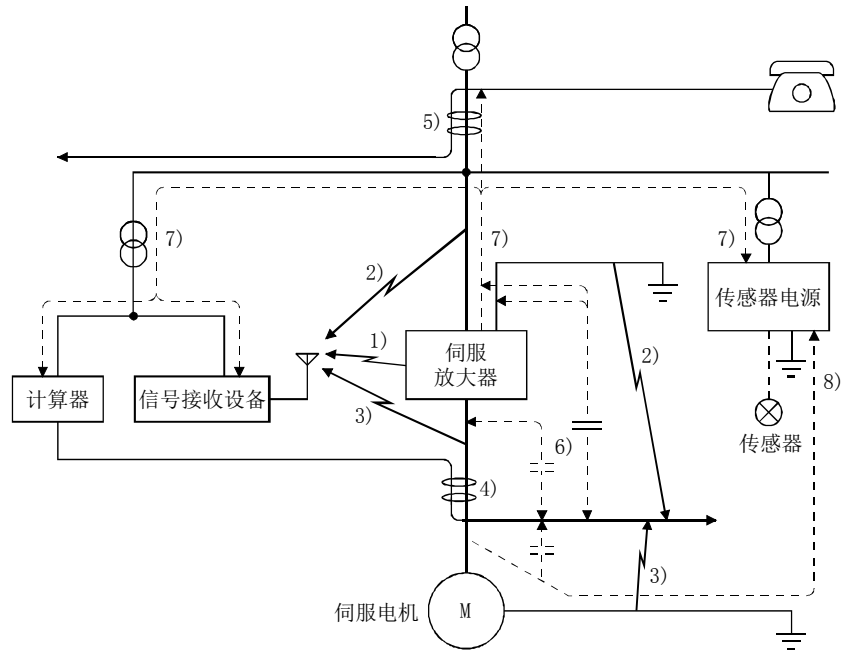 5)
7)
7)
7)
2)
传感器电源
伺服
放大器
1)
2)
8)
计算器
信号接收设备
3)
6)
传感器
4)
3)
伺服电机
M